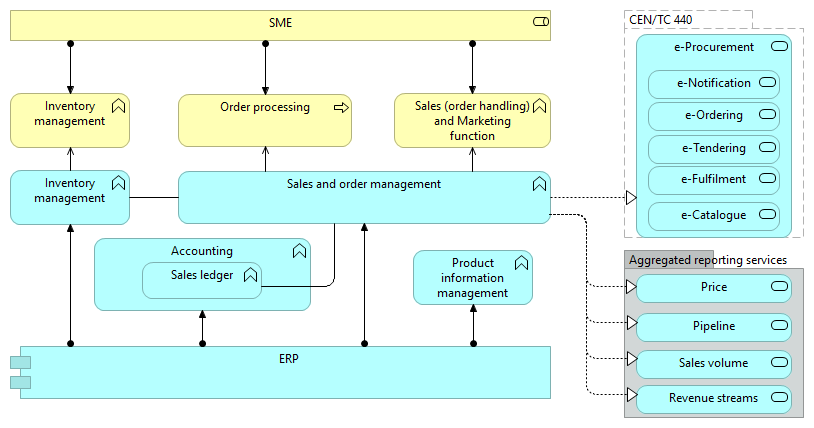 SME
CEN/TC 440
e-Procurement
e-Notification
e-Ordering
e-Tendering
e-Fulfilment
e-Catalogue
Inventory
management
Order processing
Sales (order handling)
and Marketing
function
Inventory
management
Sales and order management
Accounting
Sales ledger
Product
information
management
Aggregated reporting services
Price
Pipeline
Sales volume
Revenue streams
ERP